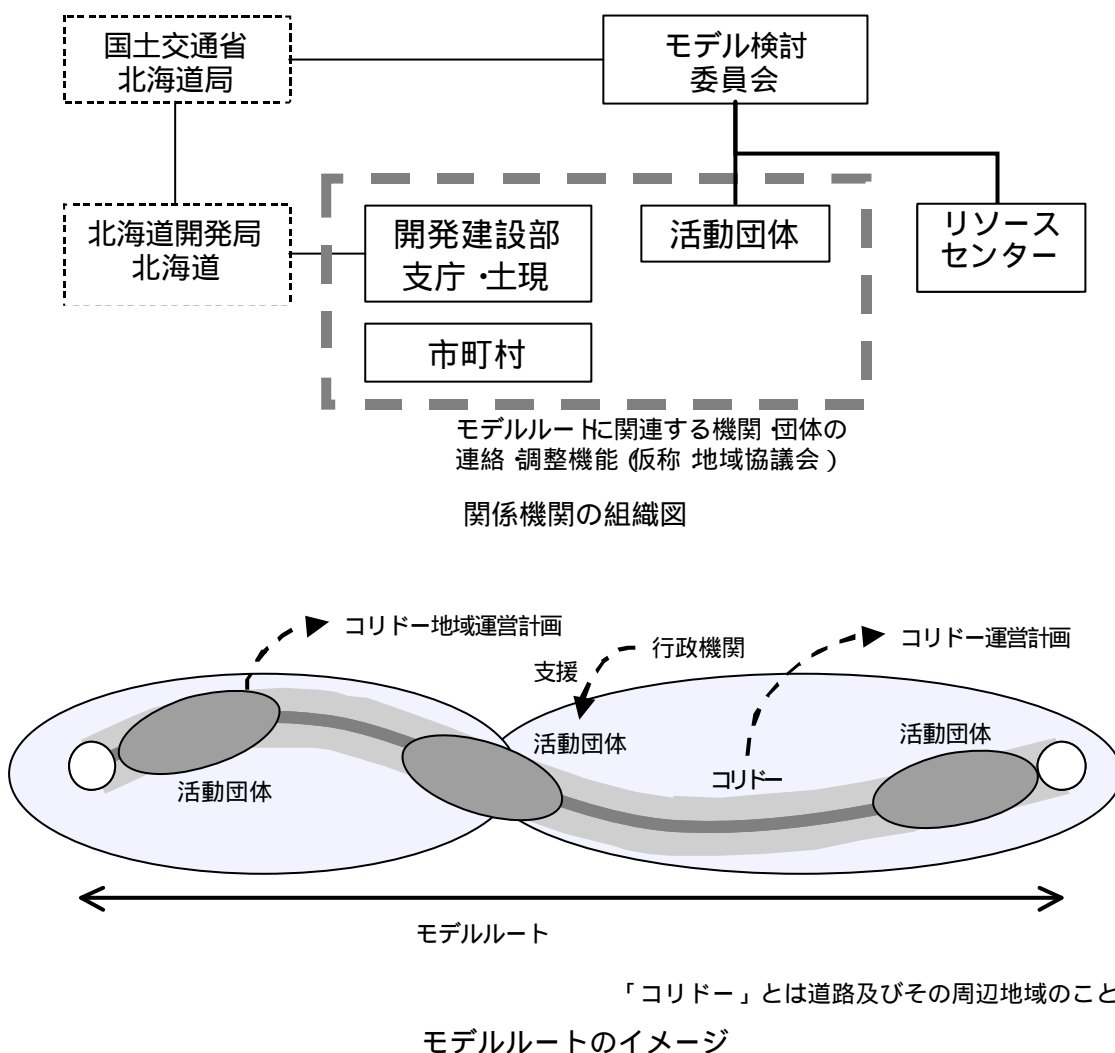 国土交通省
北海道局
モデル検討
委員会
北海道開発局
北海道
開発建設部
支庁・土現
活動団体
リソース
センター
市町村
モデルルートに関連する機関・団体の
連絡・調整機能（仮称 地域協議会）
関係機関の組織図
コリドー地域運営計画
行政機関
支援
コリドー運営計画
活動団体
活動団体
活動団体
コリドー
モデルルート
「コリドー」とは道路及びその周辺地域のこと
モデルルートのイメージ